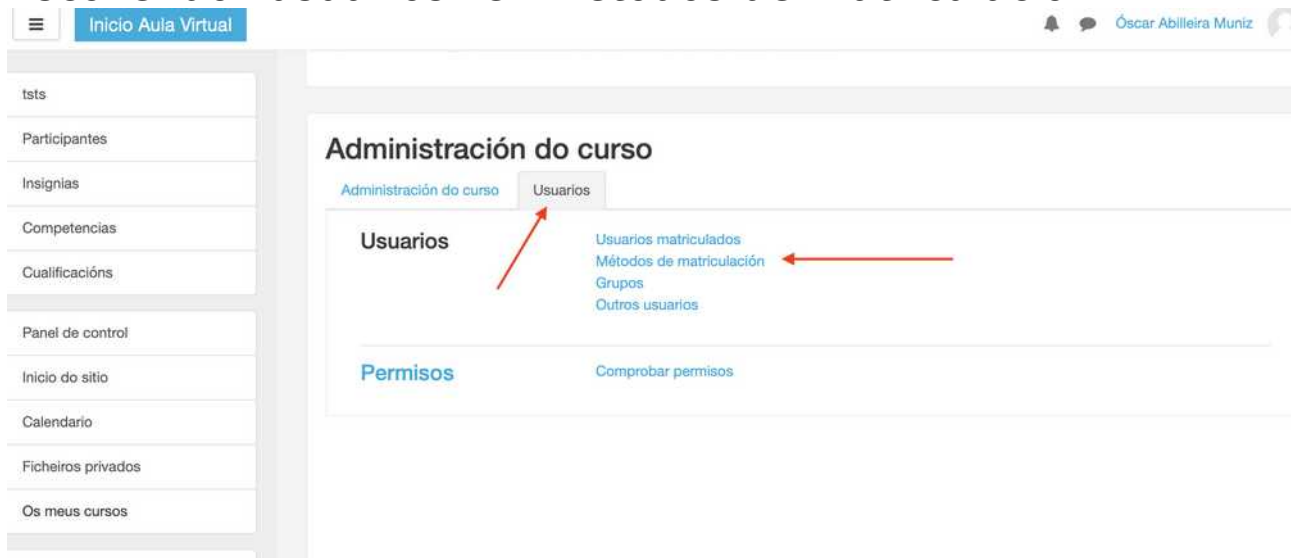 Inicio Aula Virtual
Óscar Abilleira Muniz
tsts
Participantes
Insignias
Competencias
Cualificacións
Panel de control
Inicio do sitio
Calendario
Ficheiros privados
Os meus cursos
Administración do curso
Administración do curso Usuarios
Usuarios
Usuarios matriculados
Métodos de matriculación
Grupos
Outros usuarios
Permisos
Comprobar permisos